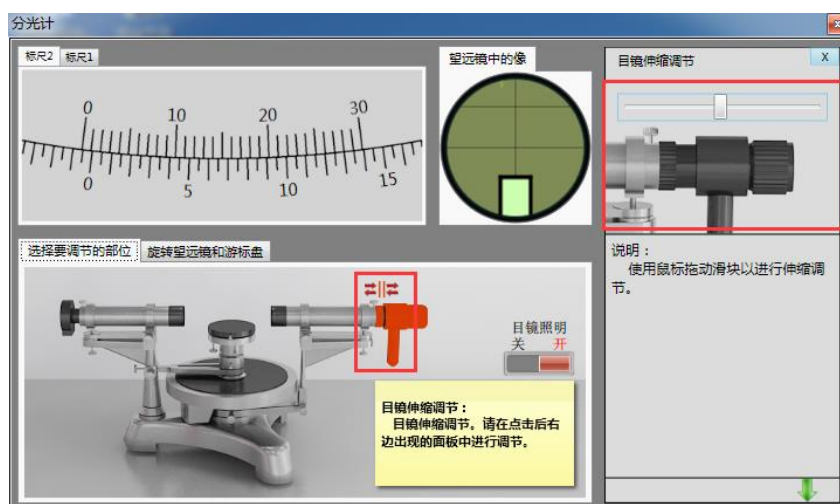 分光计
标尺2 标尺1
0 10 20 30
0 5 10 15
望远镜中的像
目镜伸缩调节 X
说明：
使用鼠标拖动滑块以进行伸缩调
节。
选择要调节的部位 旋转望远镜和游标盘
目镜照明
关 开
目镜伸缩调节：
目镜伸缩调节。请在点击后右
边出现的面板中进行调节。